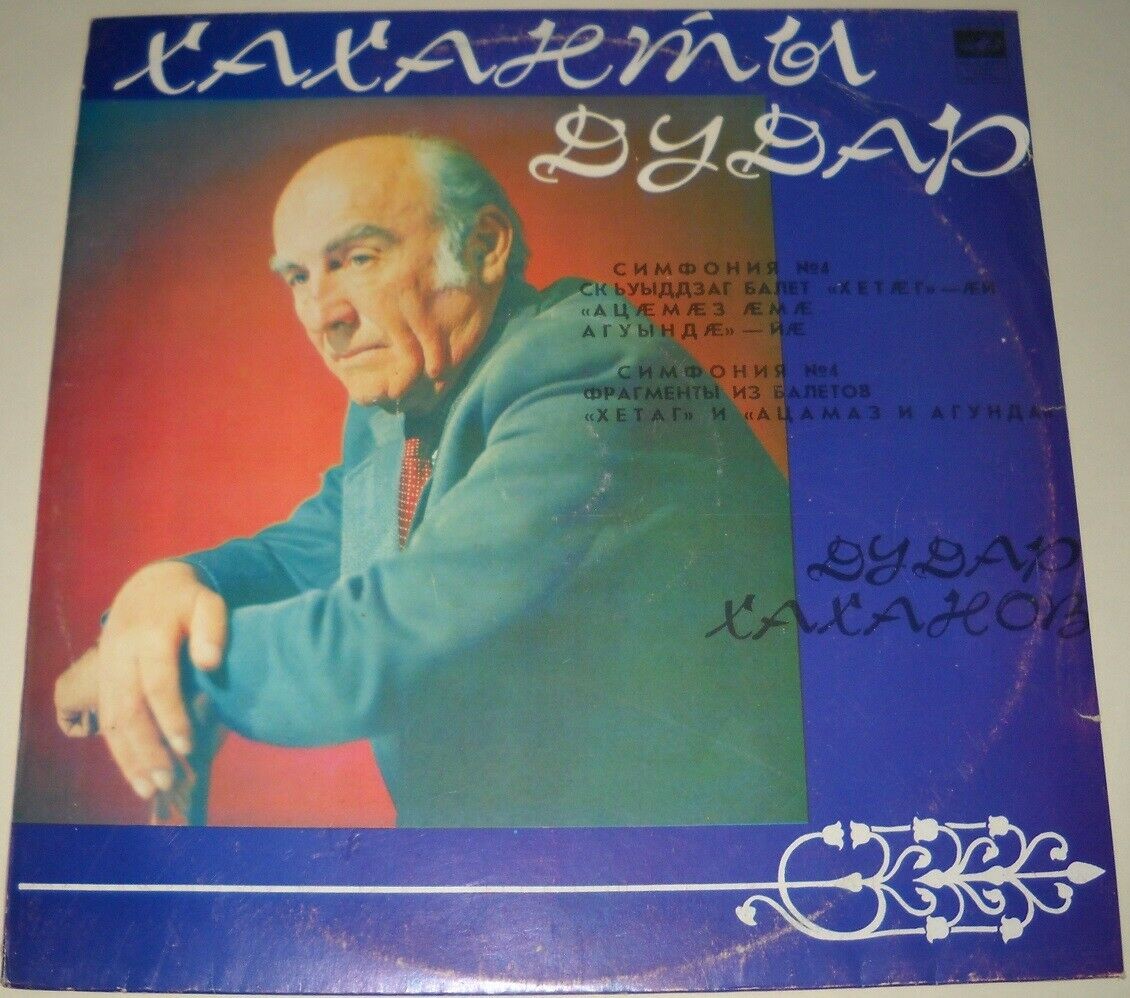 ХАХАНТЫ
ДУДАР
СИМФОНИЯ №4
СКЪУЫДДЗАГ БАЛЕТ «ХЕТÆГ»—ÆЙ
«АЦÆМÆЗ ÆМÆ
АГУЫНДÆ»—ЙÆ
СИМФОНИЯ №4
ФРАГМЕНТЫ ИЗ БАЛЕТОВ
«ХЕТАГ» И «АЦАМАЗ И АГУНДА»
ДУДАР
ХАХАНОВ